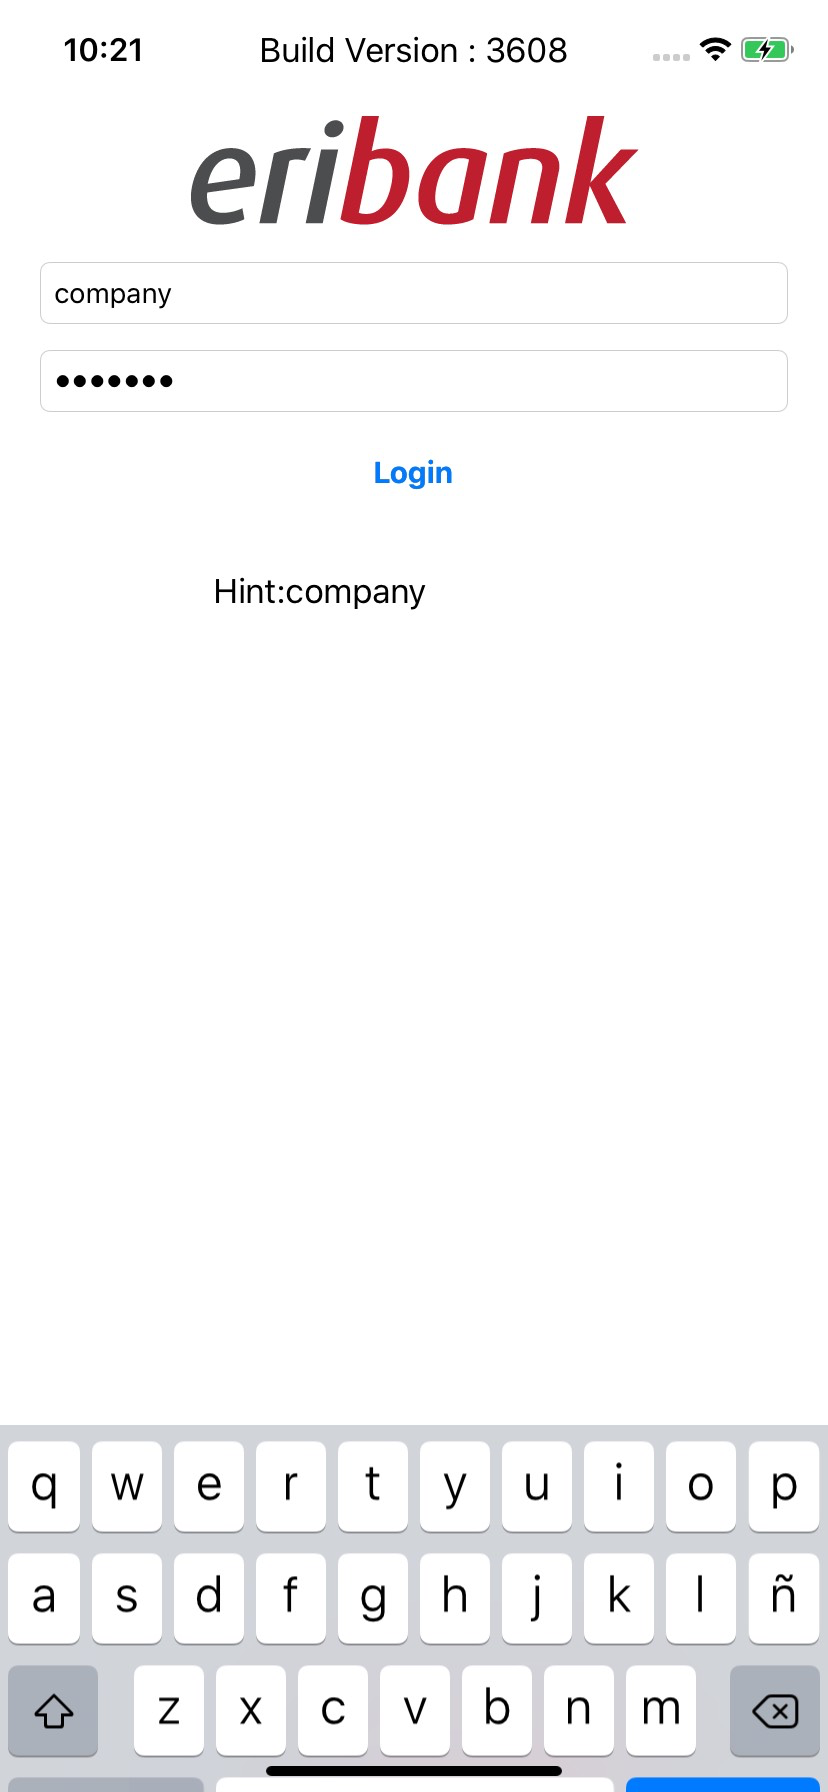 10:21 Build Version : 3608
eribank
company
•••••••
Login
Hint:company
q w e r t y u i o p
a s d f g h j k l ñ
z x c v b n m